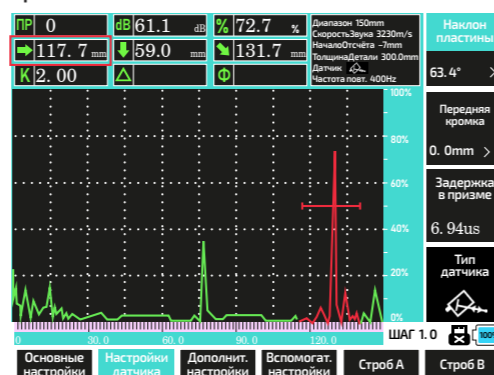 ПР 0 dB 61.1 dB % 72.7 %
117. 7 mm 59.0 mm 131.7 mm
K 2. 00 Δ Φ
Диапазон 150mm
СкоростьЗвука 3230m/s
НачалоОтсчёта -7mm
ТолщинаДетали 300.0mm
Датчик
Частота повт. 400Hz
Наклон
пластины
63.4° >
Передняя
кромка
0. 0mm >
Задержка
в призме
6. 94us
Тип
датчика
100%
80%
60%
40%
20%
0%
0 30.0 60.0 90.0 120.0
ШАГ 1.0 100%
Основные
настройки
Настройки
датчика
Дополнит.
настройки
Вспомогат.
настройки
Строб А
Строб В